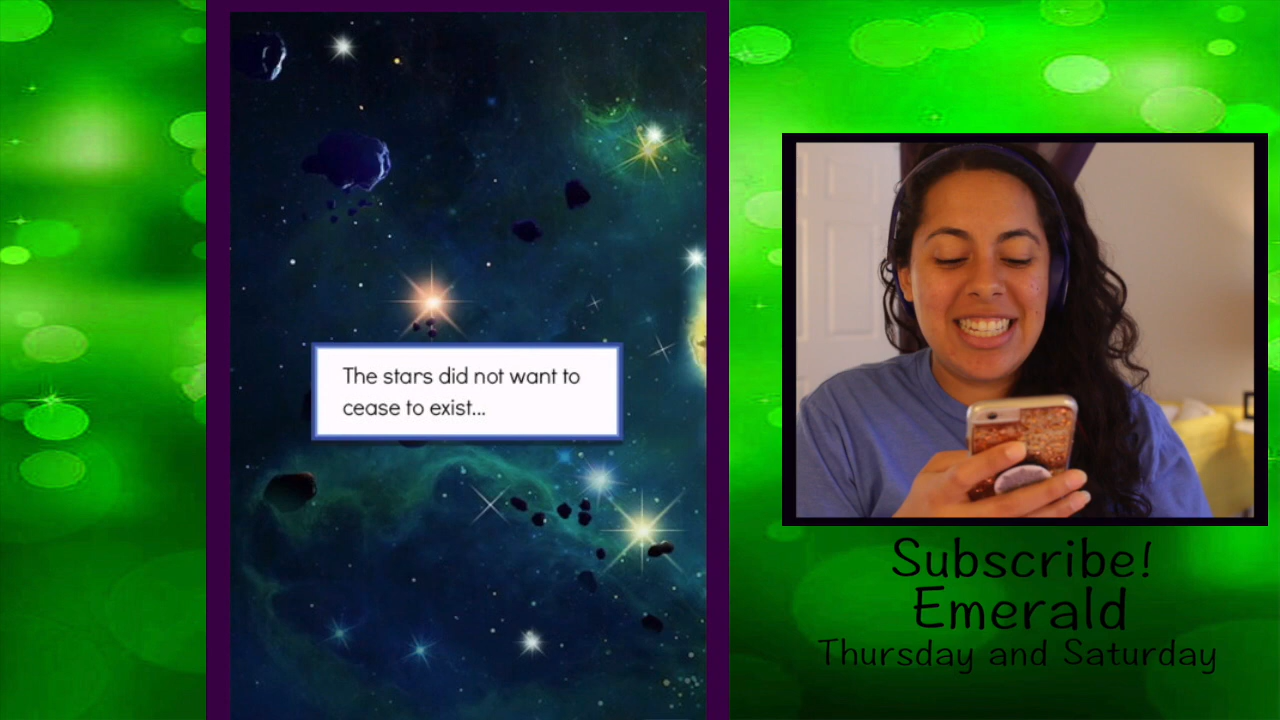 The stars did not want to
cease to exist...
Subscribe!
Emerald
Thursday and Saturday